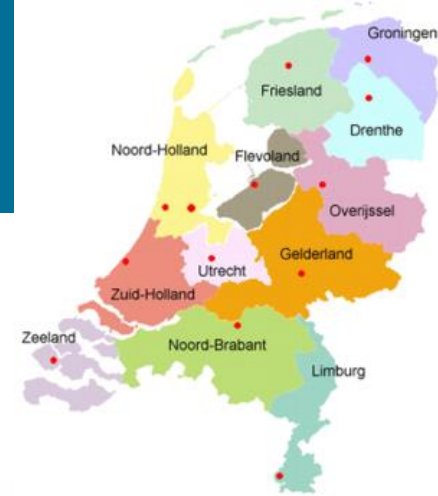 Groningen
Friesland
Drenthe
Noord-Holland
Flevoland
Overijssel
Gelderland
Utrecht
Zuid-Holland
Zeeland
Noord-Brabant
Limburg